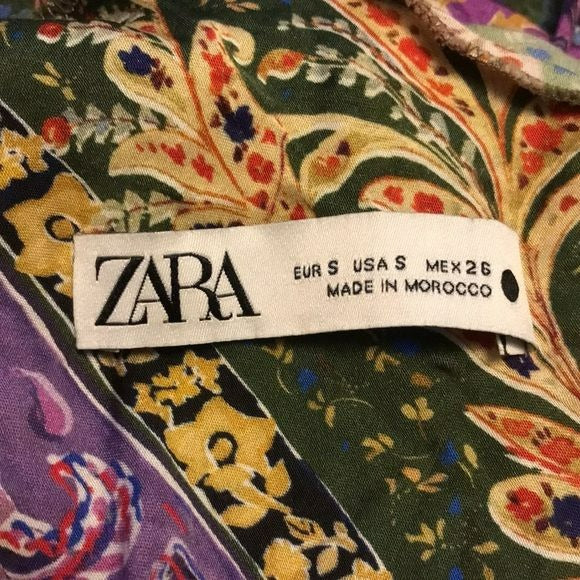 ZARA
EUR S USA S MEX 26
MADE IN MOROCCO